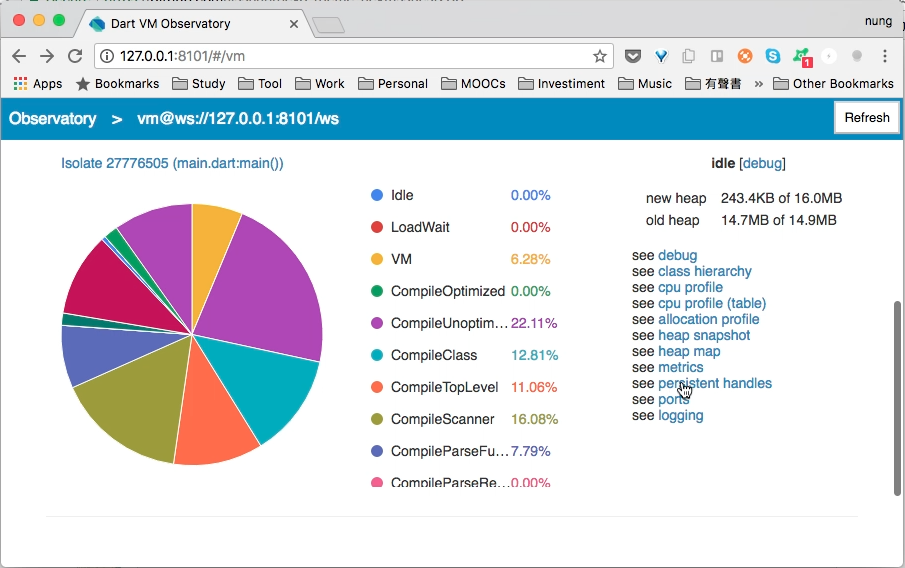 Dart VM Observatory
nung
127.0.0.1:8101/#/vm
1
Apps Bookmarks Study Tool Work Personal MOOCs Investiment Music 有聲書 » Other Bookmarks
Observatory > vm@ws://127.0.0.1:8101/ws Refresh
Isolate 27776505 (main.dart:main())
idle [debug]
Idle 0.00%
LoadWait 0.00%
VM 6.28%
CompileOptimized 0.00%
CompileUnoptim... 22.11%
CompileClass 12.81%
CompileTopLevel 11.06%
CompileScanner 16.08%
CompileParseFu... 7.79%
CompileParseRe... 0.00%
new heap 243.4KB of 16.0MB
old heap 14.7MB of 14.9MB
see debug
see class hierarchy
see cpu profile
see cpu profile (table)
see allocation profile
see heap snapshot
see heap map
see metrics
see persistent handles
see ports
see logging